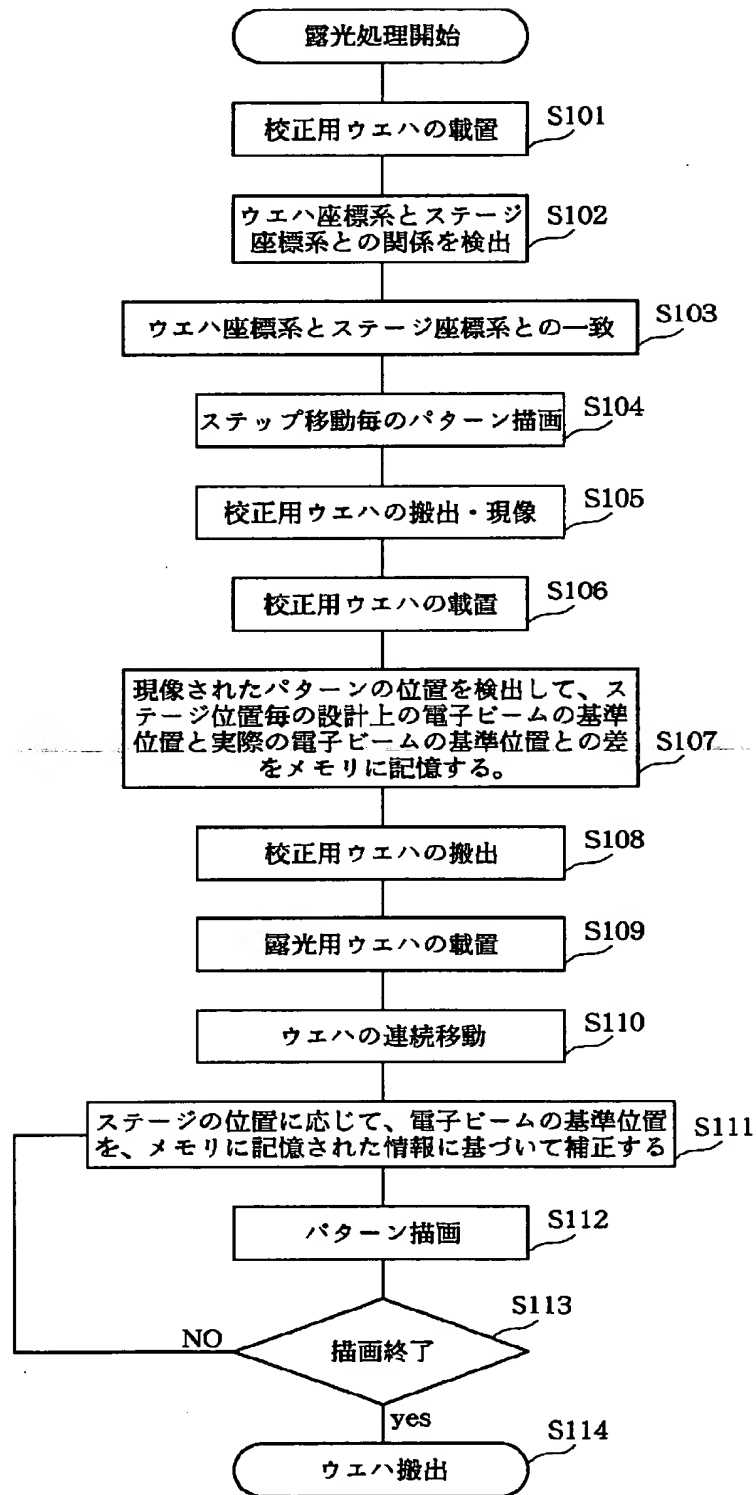 露光処理開始
校正用ウエハの載置
S101
ウエハ座標系とステージ
座標系との関係を検出
S102
ウエハ座標系とステージ座標系との一致
S103
ステップ移動毎のパターン描画
S104
校正用ウエハの搬出・現像
S105
校正用ウエハの載置
S106
現像されたパターンの位置を検出して、ス
テージ位置毎の設計上の電子ビームの基準
位置と実際の電子ビームの基準位置との差
をメモリに記憶する。
S107
校正用ウエハの搬出
S108
露光用ウエハの載置
S109
ウエハの連続移動
S110
ステージの位置に応じて、電子ビームの基準位置
を、メモリに記憶された情報に基づいて補正する
S111
パターン描画
S112
描画終了
S113
NO
yes
ウエハ搬出
S114